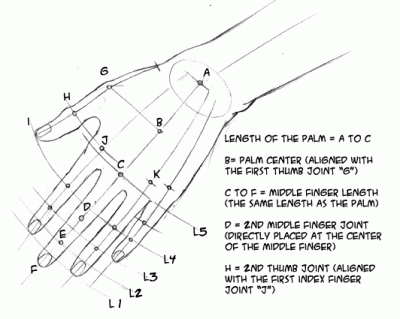 A
G
H
B
I
J
C
K
D
E
F
L5
L4
L3
L2
L1
LENGTH OF THE PALM = A TO C
B= PALM CENTER (ALIGNED WITH
THE FIRST THUMB JOINT "G")
C TO F = MIDDLE FINGER LENGTH
(THE SAME LENGTH AS THE PALM)
D = 2ND MIDDLE FINGER JOINT
(DIRECTLY PLACED AT THE CENTER
OF THE MIDDLE FINGER)
H = 2ND THUMB JOINT (ALIGNED
WITH THE FIRST INDEX FINGER
JOINT "J")